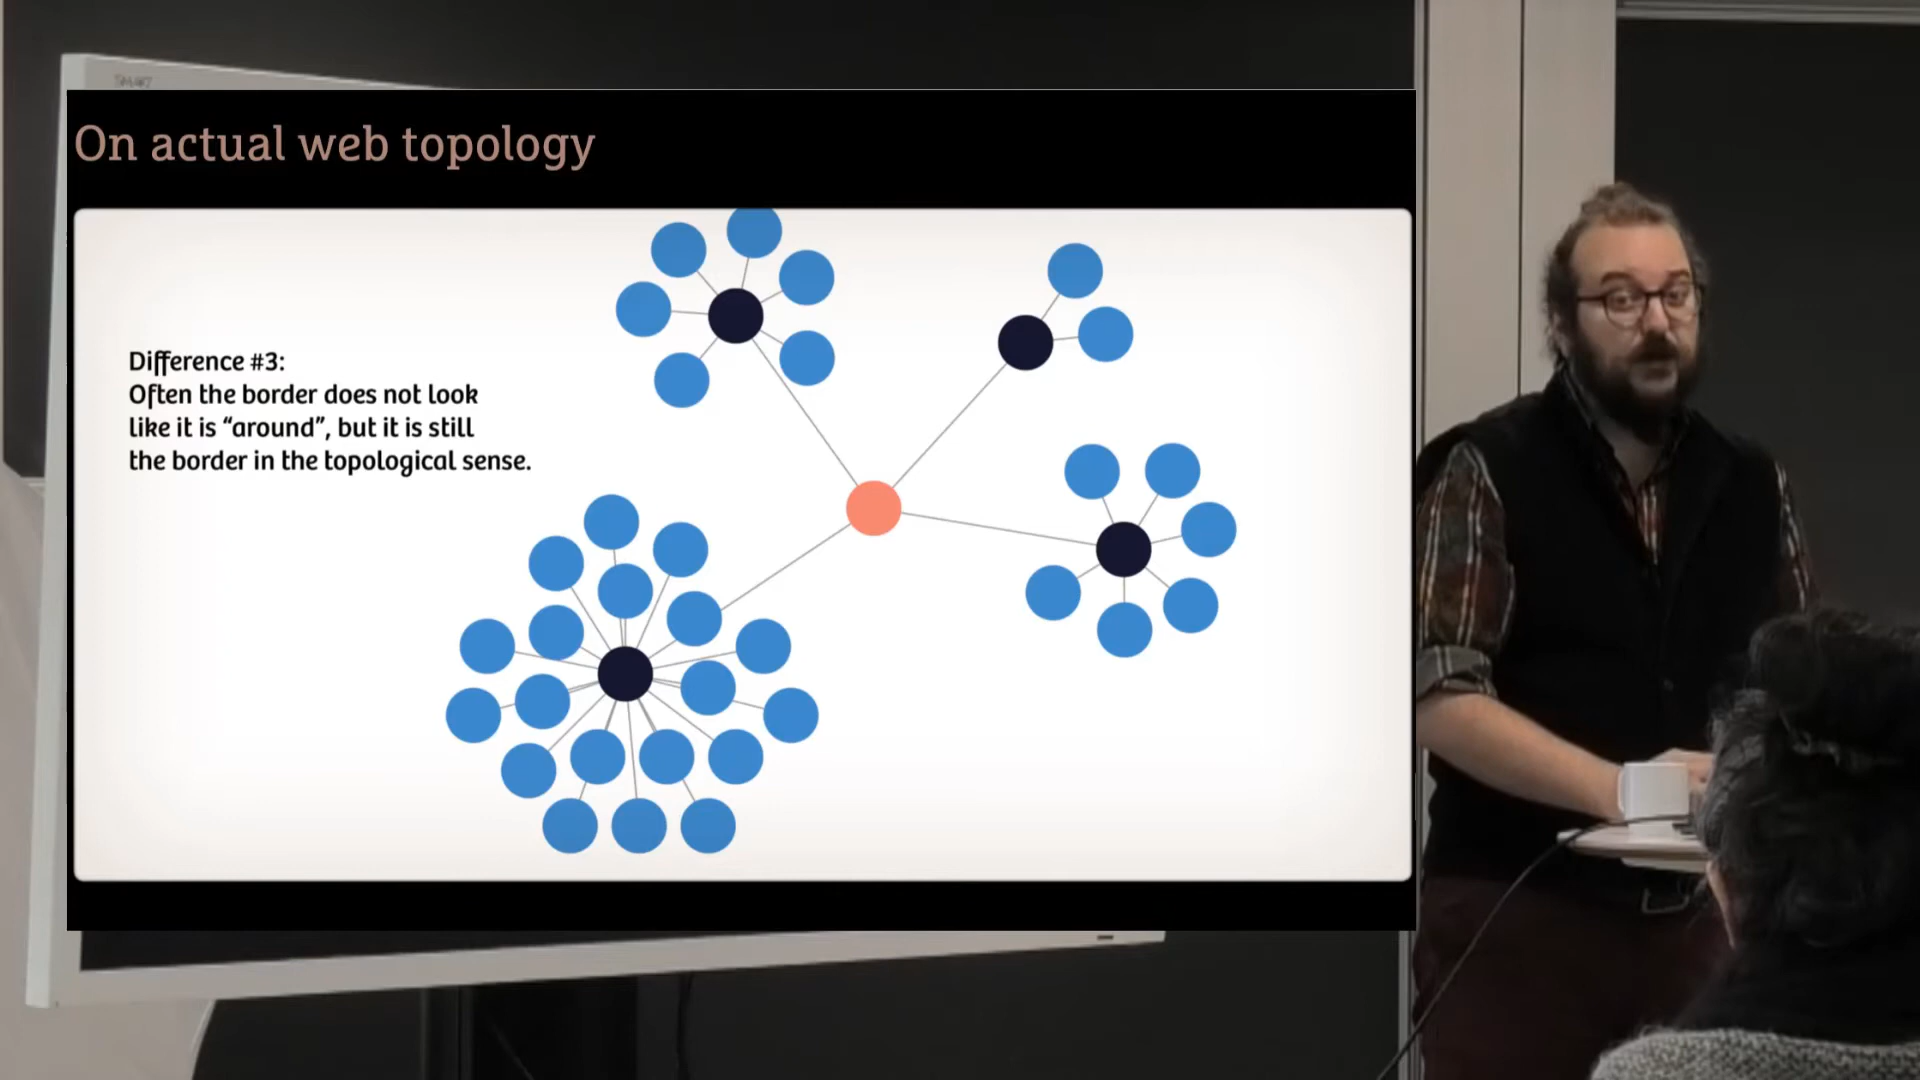 SMART
On actual web topology
Difference #3:
Often the border does not look
like it is “around”, but it is still
the border in the topological sense.